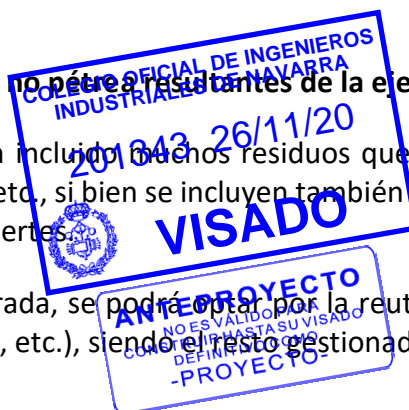 no pétrea resultantes de la eje
COLEGIO OFICIAL DE INGENIEROS
INDUSTRIALES DE NAVARRA
201343 26/11/20
incluido muchos residuos que
etc., si bien se incluyen también
VISADO
ertes.
rada, se podrá optar por la reut
ANTEPROYECTO
NO ES VÁLIDO PARA
CONSTRUIR HASTA SU VISADO
DEFINITIVO COMO
-PROYECTO-
, etc.), siendo el resto gestionad